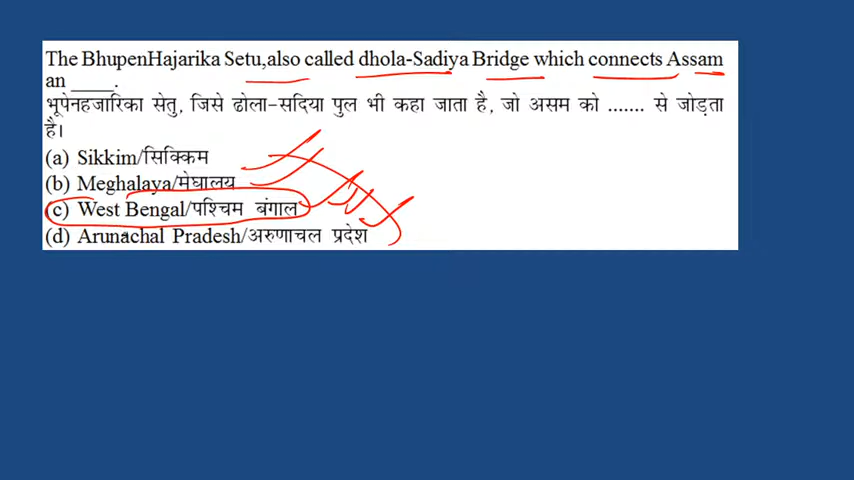 The BhupenHajarika Setu,also called dhola-Sadiya Bridge which connects Assam
an ____.
भूपेनहजारिका सेतु, जिसे ढोला-सदिया पुल भी कहा जाता है, जो असम को ....... से जोड़ता
है।
(a) Sikkim/सिक्किम
(b) Meghalaya/मेघालय
(c) West Bengal/पश्चिम बंगाल
(d) Arunachal Pradesh/अरुणाचल प्रदेश